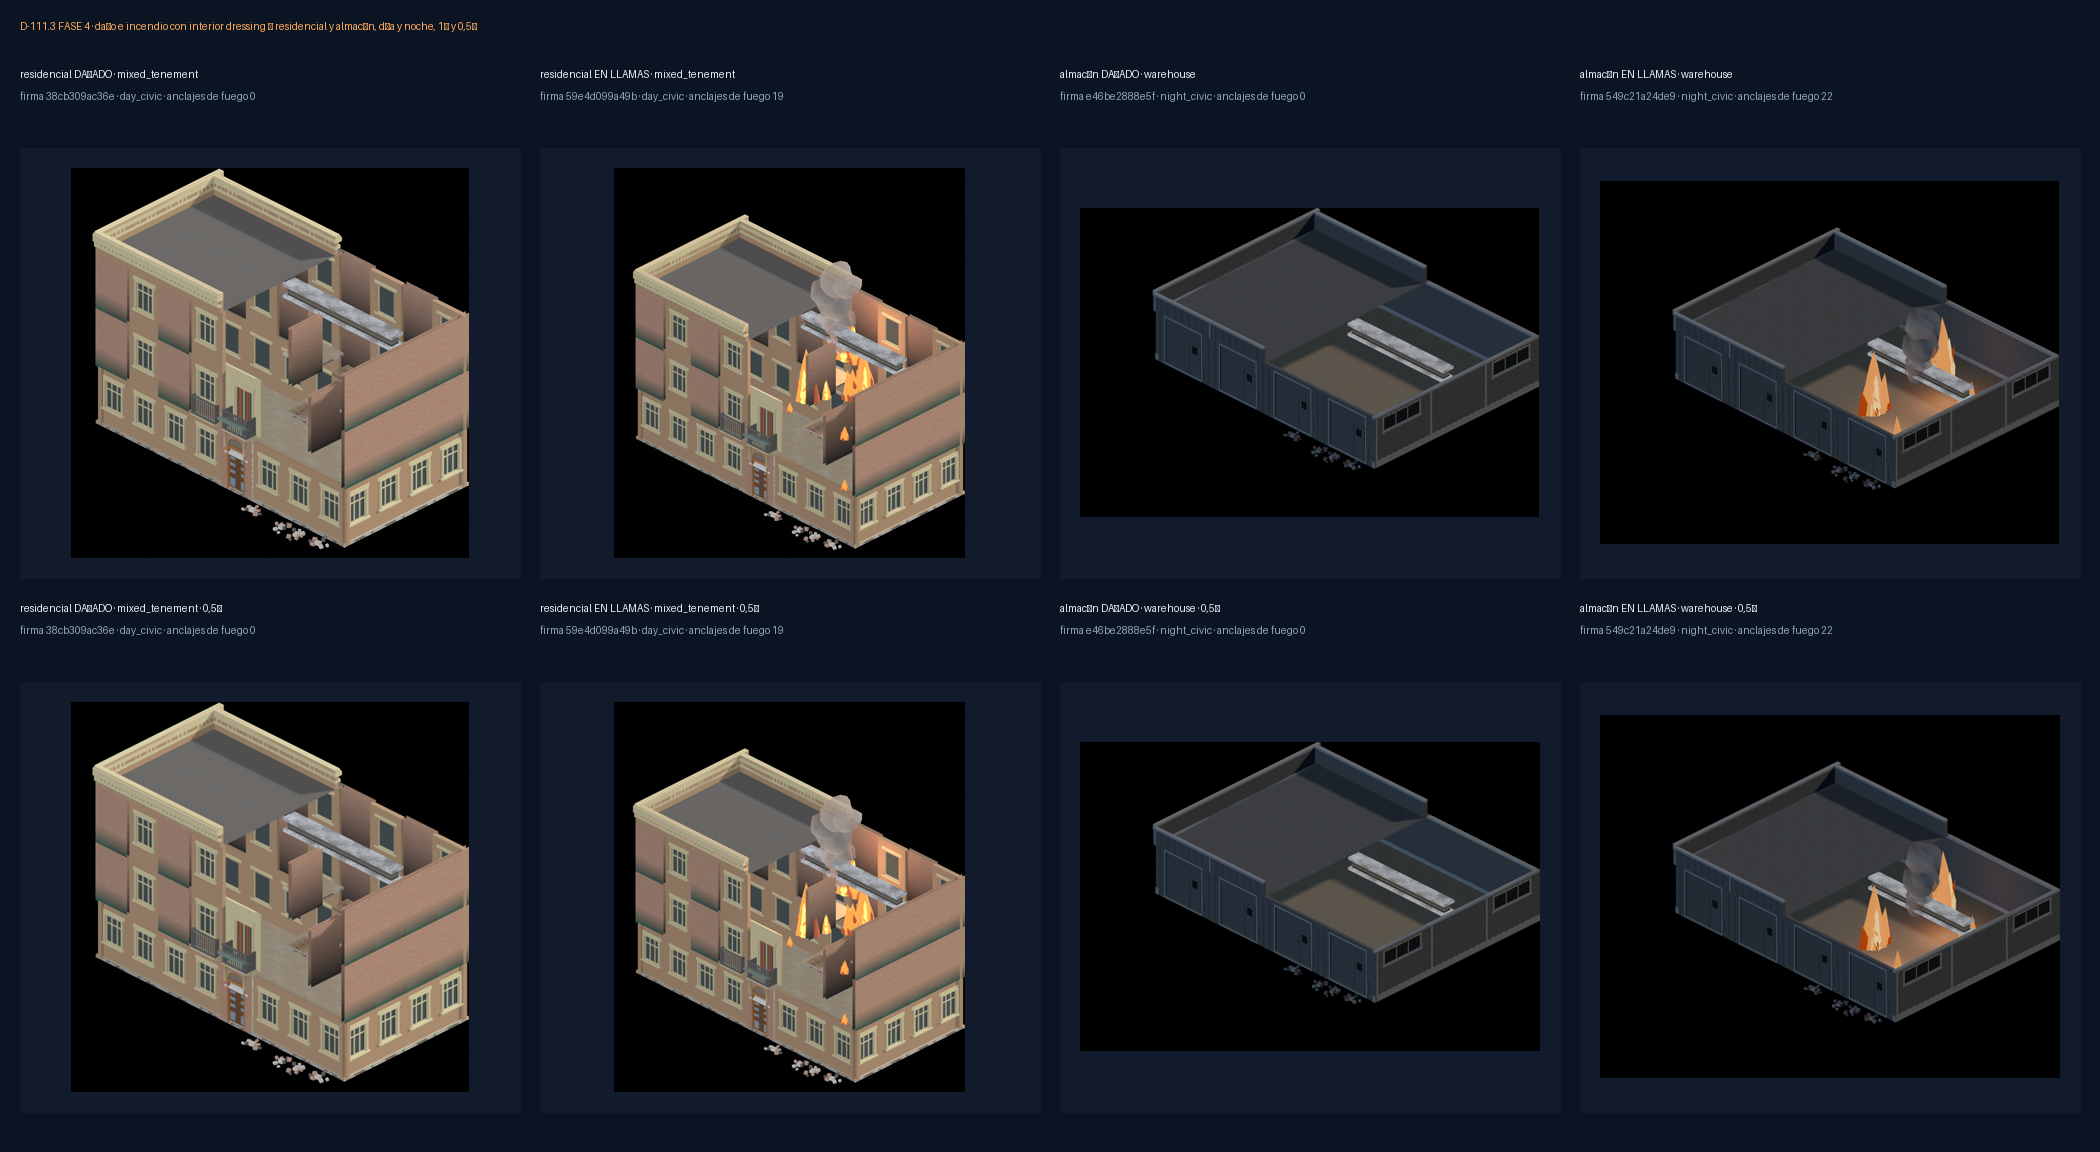 D-111.3 FASE 4 · da▯o e incendio con interior dressing ▯ residencial y almac▯n, d▯a y noche, 1▯ y 0,5▯
residencial DA▯ADO · mixed_tenement
firma 38cb309ac36e · day_civic · anclajes de fuego 0
residencial EN LLAMAS · mixed_tenement
firma 59e4d099a49b · day_civic · anclajes de fuego 19
almac▯n DA▯ADO · warehouse
firma e46be2888e5f · night_civic · anclajes de fuego 0
almac▯n EN LLAMAS · warehouse
firma 549c21a24de9 · night_civic · anclajes de fuego 22
residencial DA▯ADO · mixed_tenement · 0,5▯
firma 38cb309ac36e · day_civic · anclajes de fuego 0
residencial EN LLAMAS · mixed_tenement · 0,5▯
firma 59e4d099a49b · day_civic · anclajes de fuego 19
almac▯n DA▯ADO · warehouse · 0,5▯
firma e46be2888e5f · night_civic · anclajes de fuego 0
almac▯n EN LLAMAS · warehouse · 0,5▯
firma 549c21a24de9 · night_civic · anclajes de fuego 22